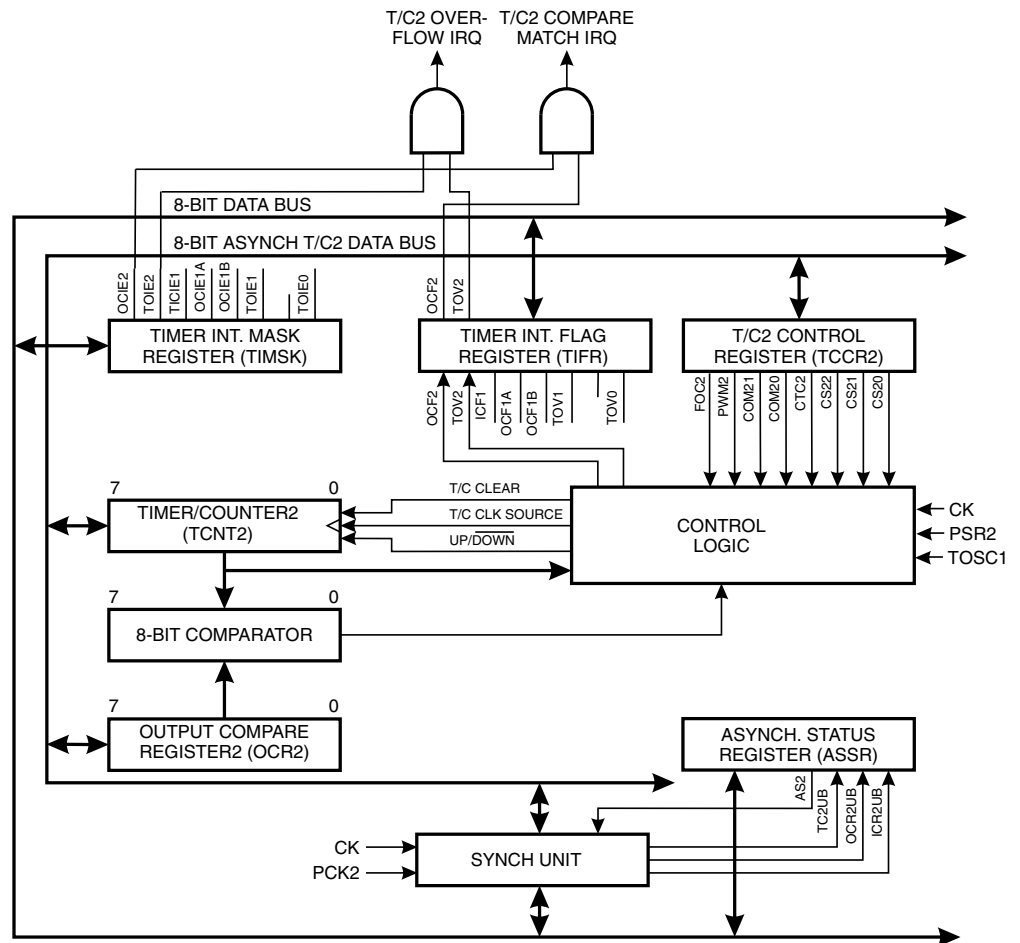 T/C2 OVER-
FLOW IRQ
T/C2 COMPARE
MATCH IRQ
8-BIT DATA BUS
8-BIT ASYNCH T/C2 DATA BUS
OCIE2
TOIE2
TICIE1
OCIE1A
OCIE1B
TOIE1
TOIE0
OCF2
TOV2
TIMER INT. MASK
REGISTER (TIMSK)
TIMER INT. FLAG
REGISTER (TIFR)
T/C2 CONTROL
REGISTER (TCCR2)
OCF2
TOV2
ICF1
OCF1A
OCF1B
TOV1
TOV0
FOC2
PWM2
COM21
COM20
CTC2
CS22
CS21
CS20
7
0
TIMER/COUNTER2
(TCNT2)
T/C CLEAR
T/C CLK SOURCE
UP/DOWN
CONTROL
LOGIC
CK
PSR2
TOSC1
7
0
8-BIT COMPARATOR
7
0
OUTPUT COMPARE
REGISTER2 (OCR2)
ASYNCH. STATUS
REGISTER (ASSR)
AS2
TC2UB
OCR2UB
ICR2UB
CK
PCK2
SYNCH UNIT